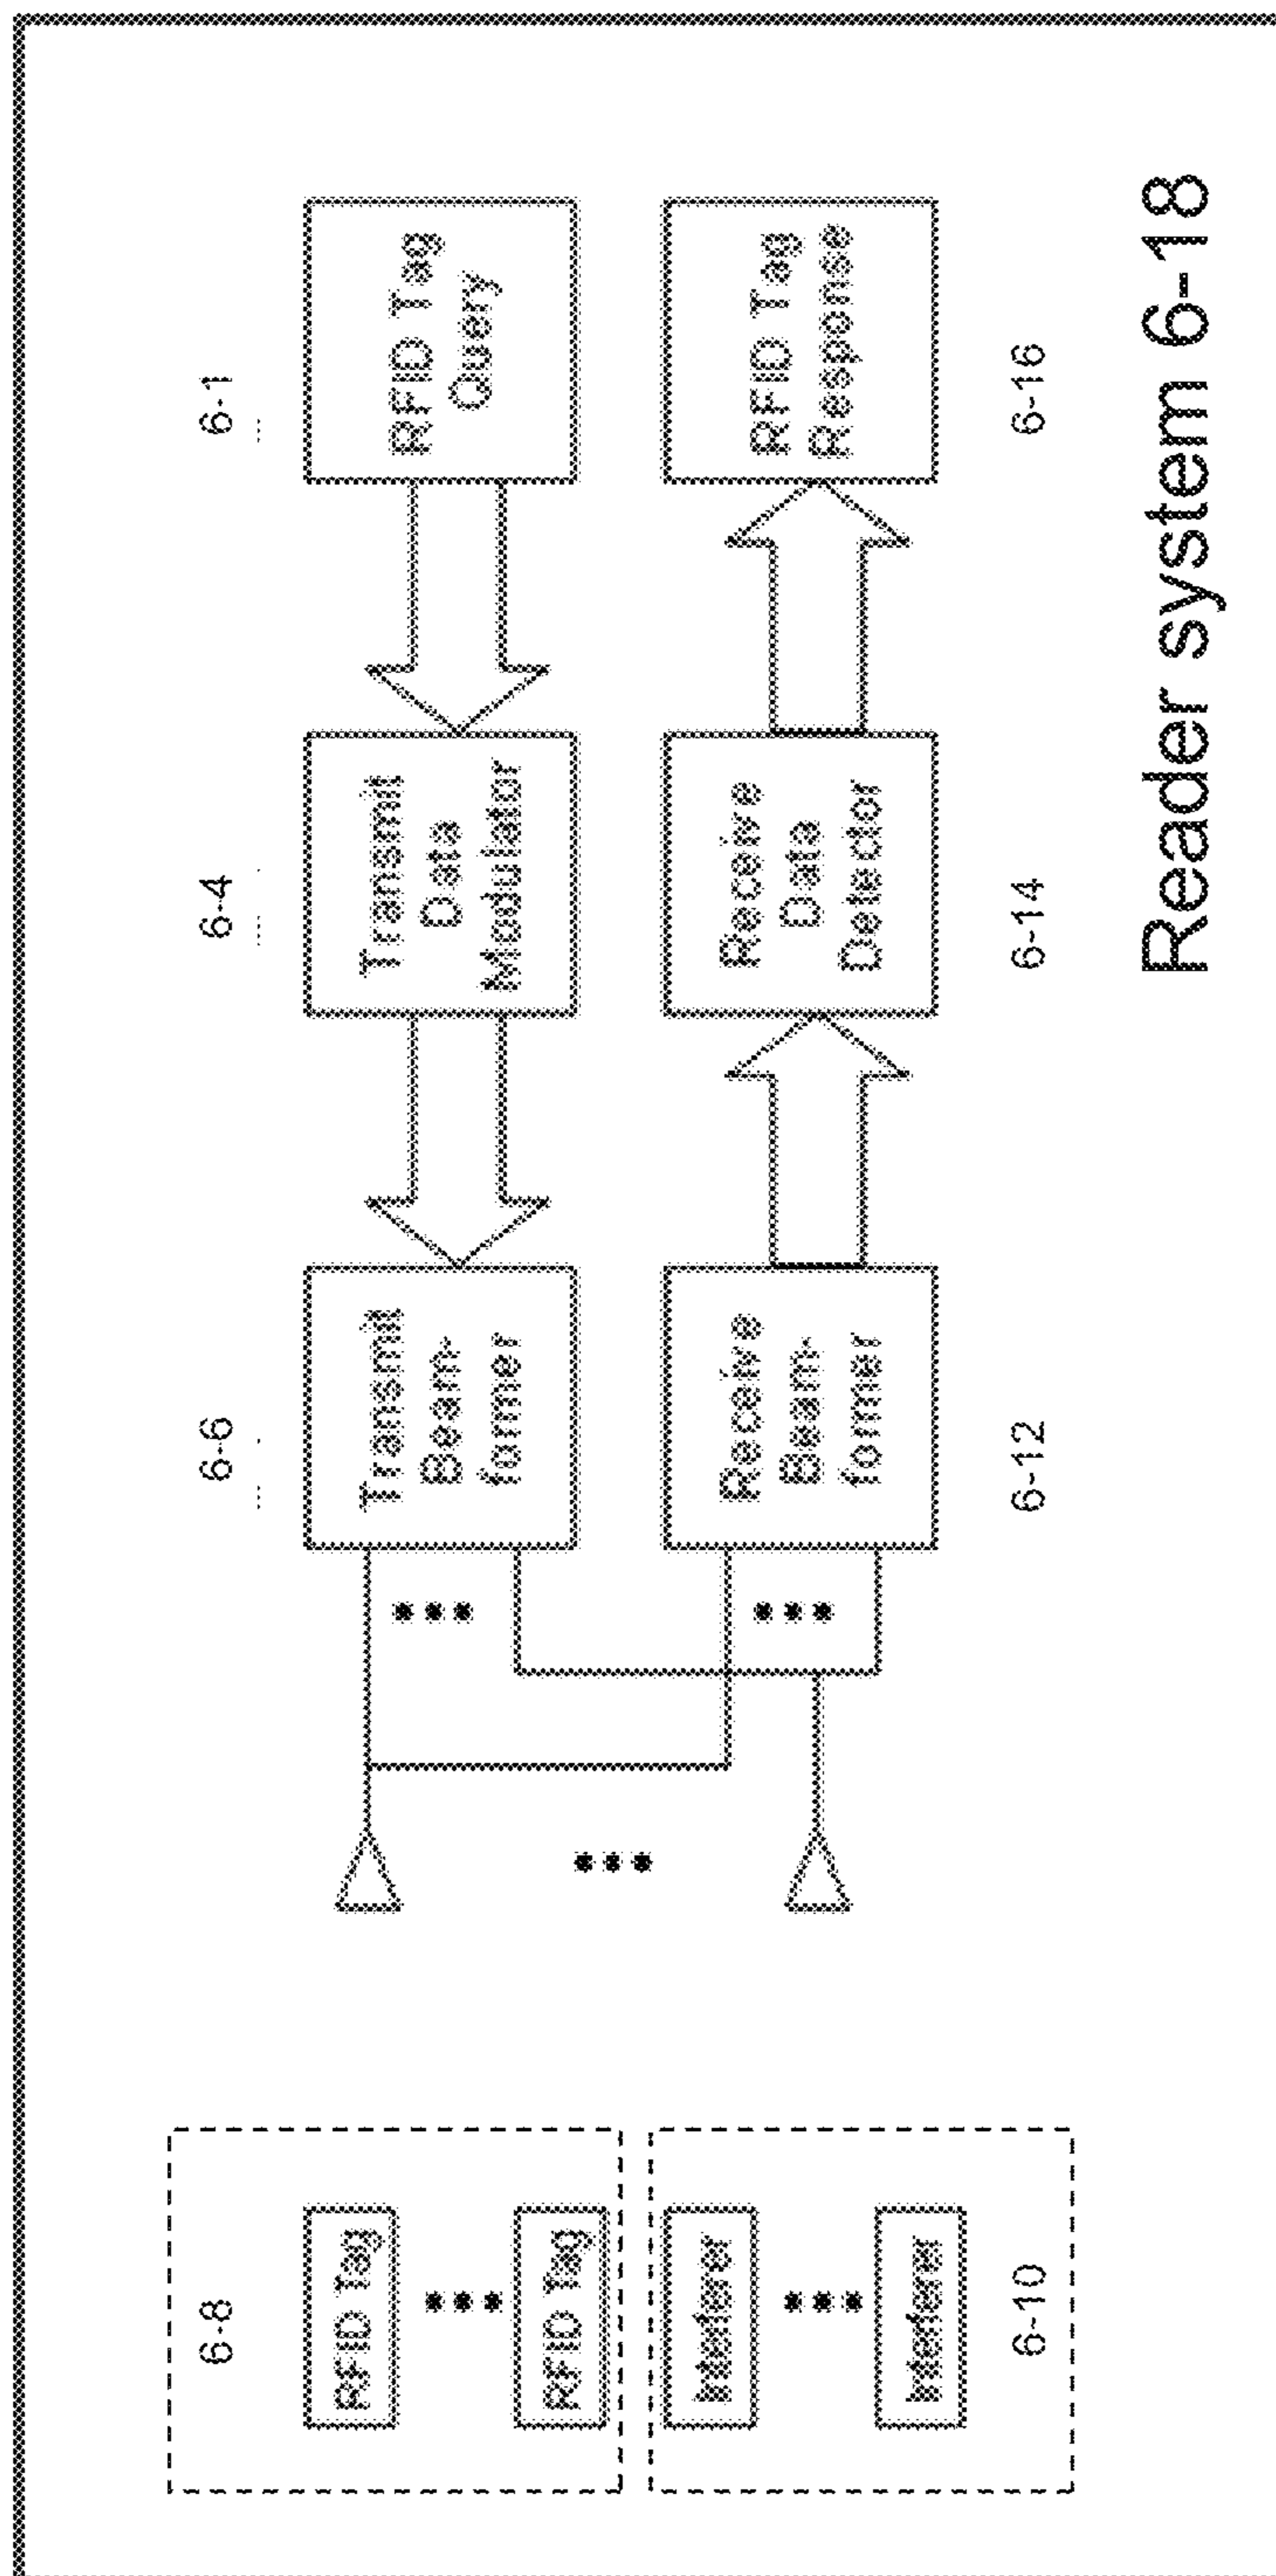 6-8
RFID Tag
RFID Tag
Interferer
Interferer
6-10
6-6
Transmit
Beam-
former
Receive
Beam-
former
6-12
6-4
Transmit
Data
Modulator
Receive
Data
Detector
6-14
6-1
RFID Tag
Query
RFID Tag
Response
6-16
Reader system 6-18